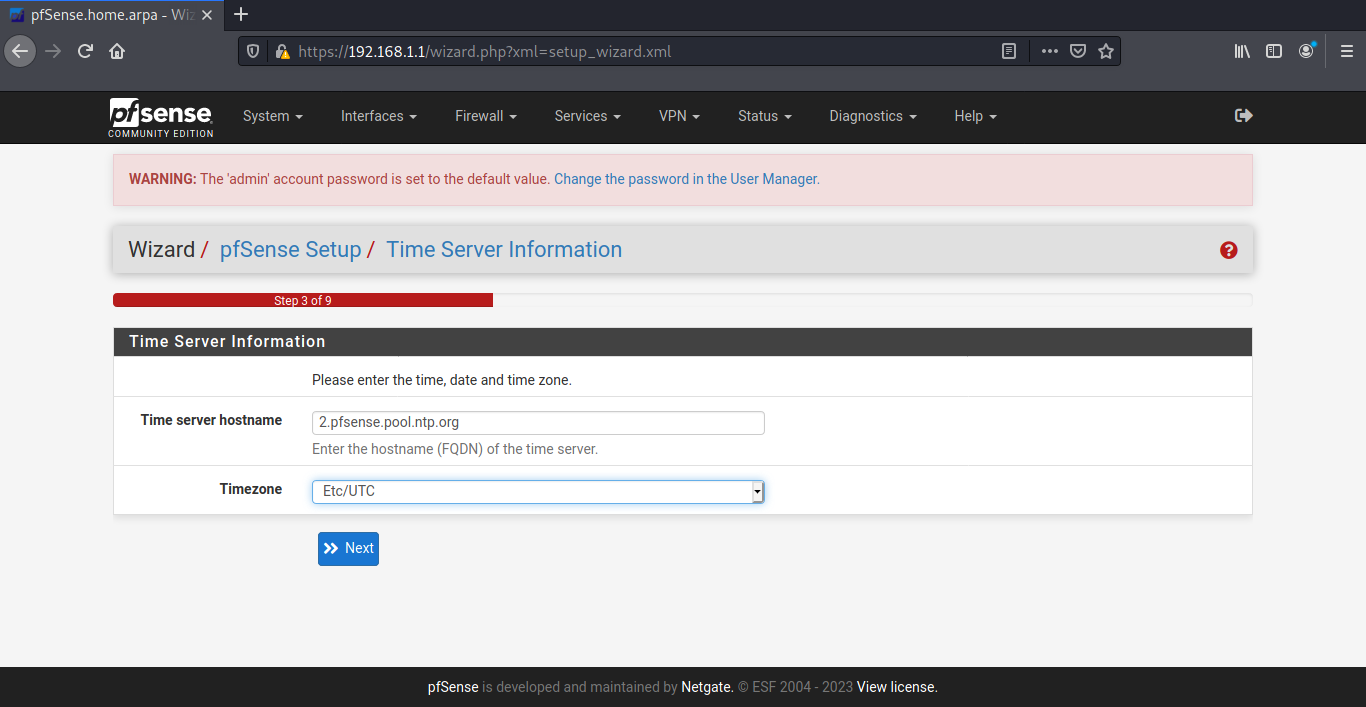 pfSense.home.arpa - Wiz
https://192.168.1.1/wizard.php?xml=setup_wizard.xml
pfsense
COMMUNITY EDITION
System Interfaces Firewall Services VPN Status Diagnostics Help
WARNING: The 'admin' account password is set to the default value. Change the password in the User Manager.
Wizard / pfSense Setup / Time Server Information
Step 3 of 9
Time Server Information
Please enter the time, date and time zone.
Time server hostname 2.pfsense.pool.ntp.org
Enter the hostname (FQDN) of the time server.
Timezone Etc/UTC
Next
pfSense is developed and maintained by Netgate. © ESF 2004 - 2023 View license.